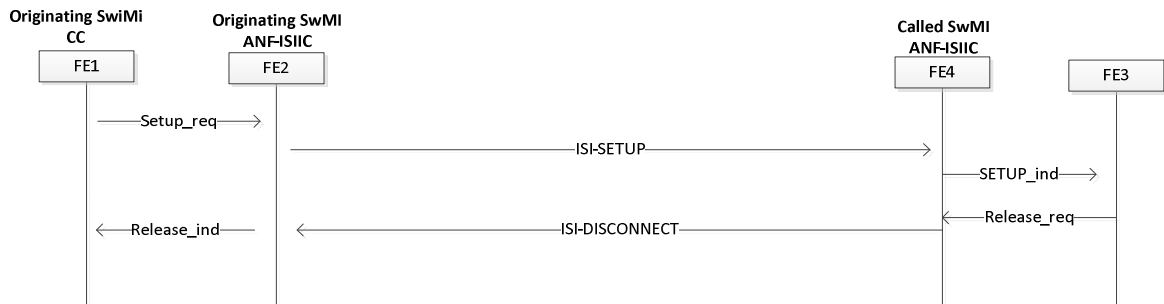 Originating SwiMi
CC
Originating SwMI
ANF-ISIIC
Called SwMI
ANF-ISIIC
FE1
FE2
FE4
FE3
Setup_req
ISI-SETUP
SETUP_ind
Release_req
Release_ind
ISI-DISCONNECT